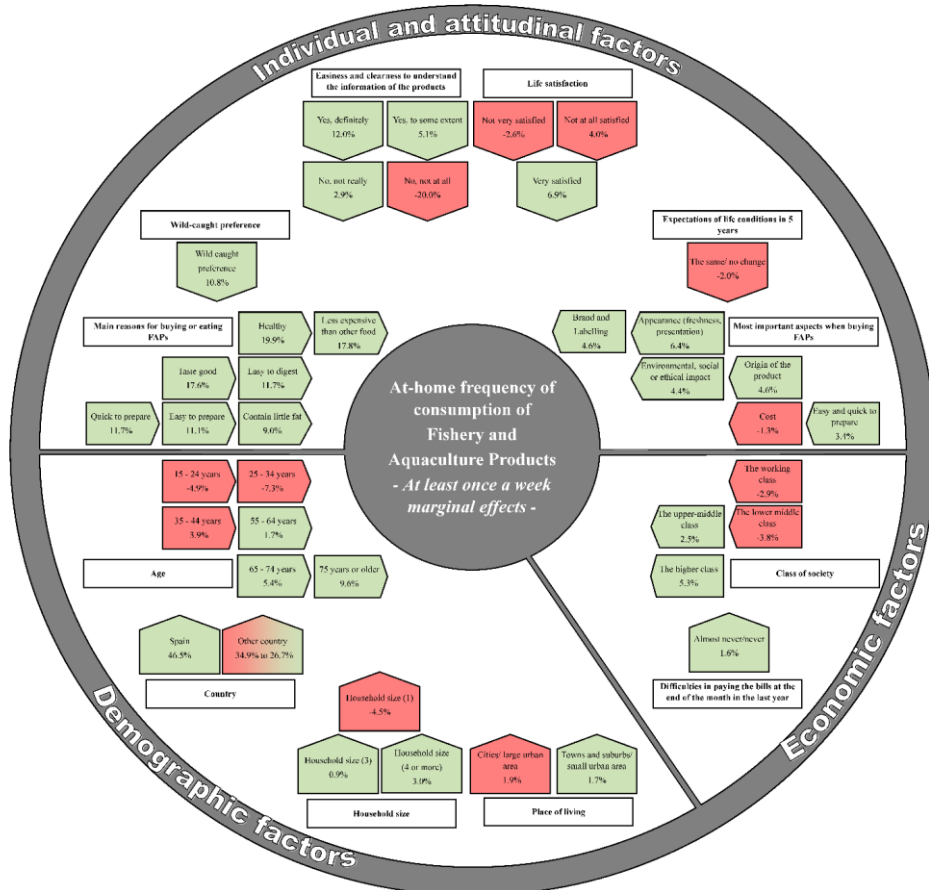 Individual and attitudinal factors
Easiness and clearness to understand
the information of the products
Yes, definitely
12.0%
Yes, to some extent
5.1%
No, not really
2.9%
No, not at all
-20.0%
Life satisfaction
Not very satisfied
-2.6%
Not at all satisfied
4.0%
Very satisfied
6.9%
Wild-caught preference
Wild caught
preference
10.8%
Expectations of life conditions in 5
years
The same/ no change
-2.0%
Main reasons for buying or eating
FAPs
Healthy
19.9%
Less expensive
than other food
17.8%
Taste good
17.6%
Easy to digest
11.7%
Quick to prepare
11.7%
Easy to prepare
11.1%
Contain little fat
9.0%
Brand and
Labelling
4.6%
Appearance (freshness,
presentation)
6.4%
Most important aspects when buying
FAPs
Environmental, social
or ethical impact
4.4%
Origin of the
product
4.6%
Cost
-1.3%
Easy and quick to
prepare
3.4%
At-home frequency of
consumption of
Fishery and
Aquaculture Products
- At least once a week
marginal effects -
15 - 24 years
-4.9%
25 - 34 years
-7.3%
35 - 44 years
3.9%
55 - 64 years
1.7%
Age
65 - 74 years
5.4%
75 years or older
9.6%
Spain
46.5%
Other country
34.9% to 26.7%
Country
Household size (1)
-4.5%
Household size (3)
0.9%
Household size
(4 or more)
3.0%
Household size
Cities/ large urban
area
1.9%
Towns and suburbs/
small urban area
1.7%
Place of living
Demographic factors
The working
class
-2.9%
The upper-middle
class
2.5%
The lower middle
class
-3.8%
The higher class
5.3%
Class of society
Almost never/never
1.6%
Difficulties in paying the bills at the
end of the month in the last year
Economic factors